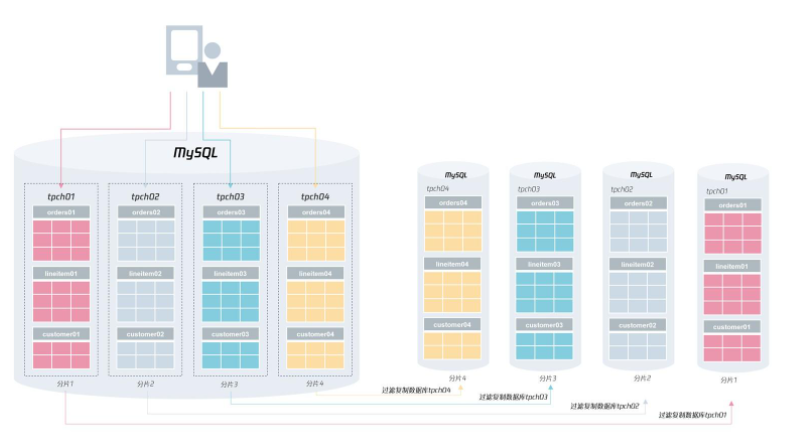 MySQL
tpch01
tpch02
tpch03
tpch04
orders01
orders02
orders03
orders04
lineitem01
lineitem02
lineitem03
lineitem04
customer01
customer02
customer03
customer04
分片1
分片2
分片3
分片4
MySQL
MySQL
MySQL
MySQL
tpch04
tpch03
tpch02
tpch01
orders04
orders03
orders02
orders01
lineitem04
lineitem03
lineitem02
lineitem01
customer04
customer03
customer02
customer01
分片4
分片3
分片2
分片1
过滤复制数据库tpch04
过滤复制数据库tpch03
过滤复制数据库tpch02
过滤复制数据库tpch01